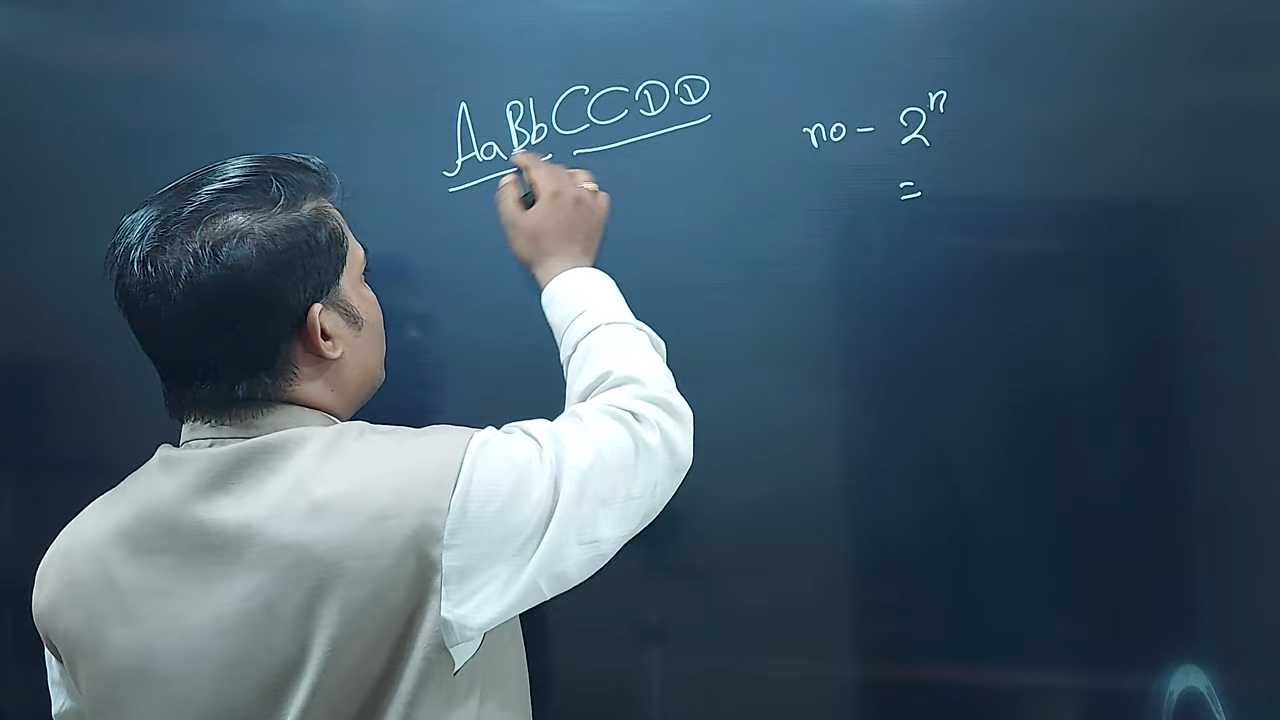 AaBbCCDD
no - 2ⁿ
=